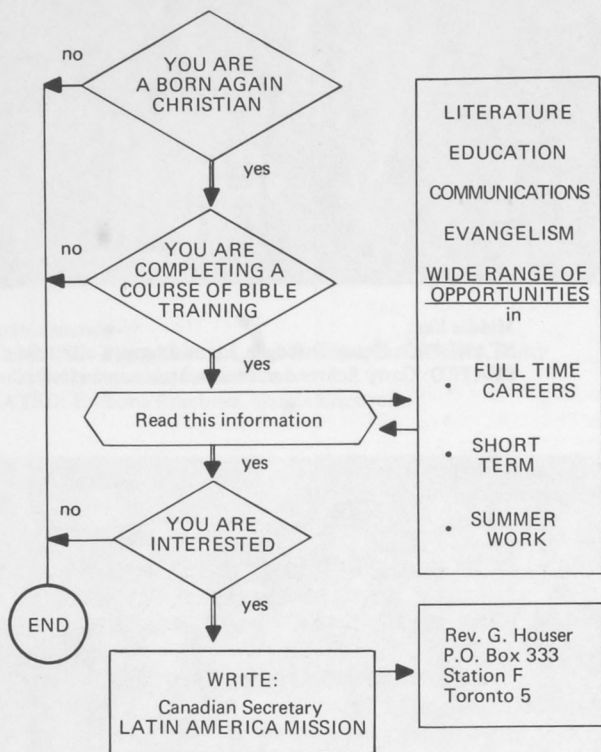 no
YOU ARE
A BORN AGAIN
CHRISTIAN
yes
no
YOU ARE
COMPLETING A
COURSE OF BIBLE
TRAINING
yes
Read this information
yes
no
YOU ARE
INTERESTED
yes
END
WRITE:
Canadian Secretary
LATIN AMERICA MISSION
LITERATURE
EDUCATION
COMMUNICATIONS
EVANGELISM
WIDE RANGE OF
OPPORTUNITIES
in
• FULL TIME
CAREERS
• SHORT
TERM
• SUMMER
WORK
Rev. G. Houser
P.O. Box 333
Station F
Toronto 5